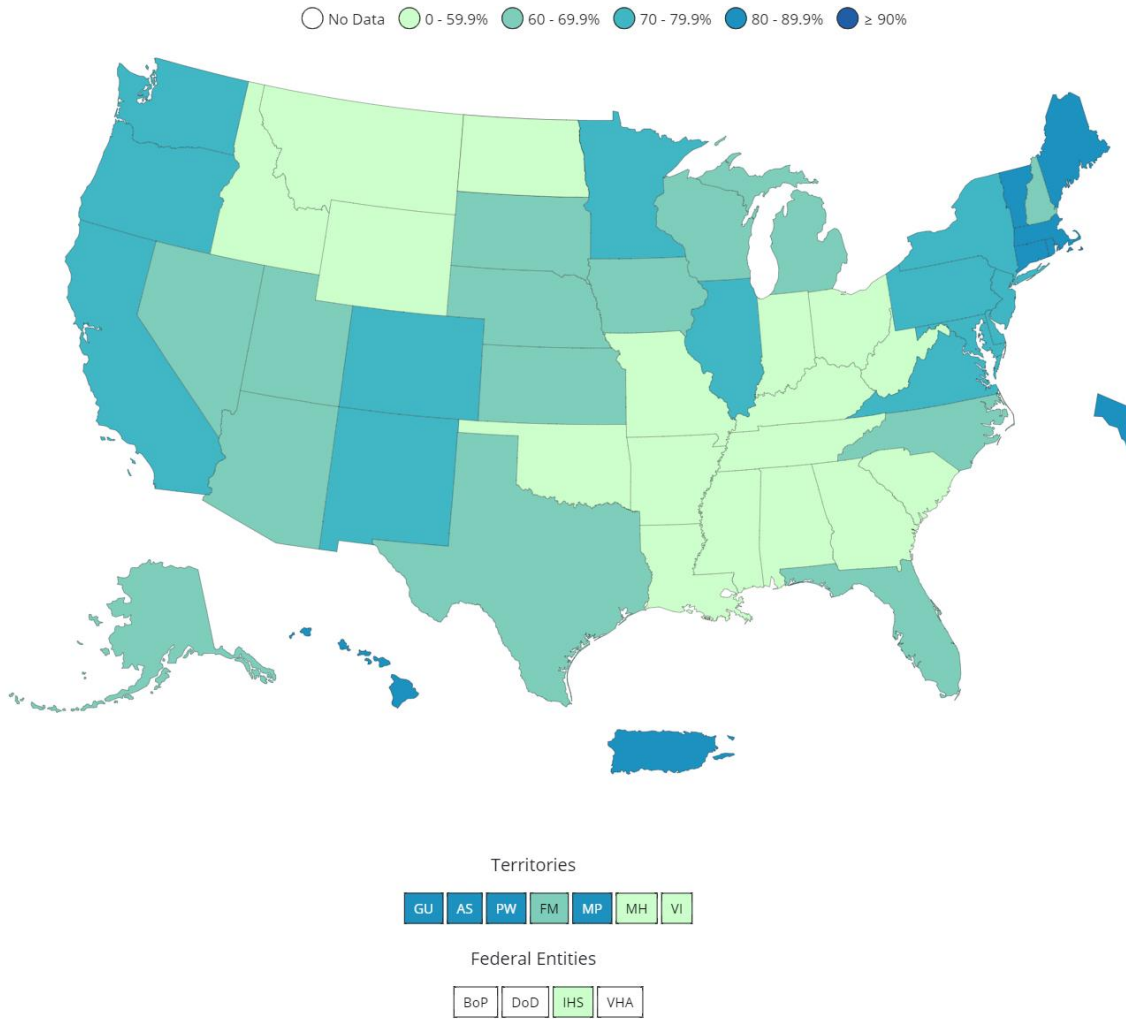 No Data 0 - 59.9% 60 - 69.9% 70 - 79.9% 80 - 89.9% ≥ 90%
Territories
GU AS PW FM MP MH VI
Federal Entities
BoP DoD IHS VHA